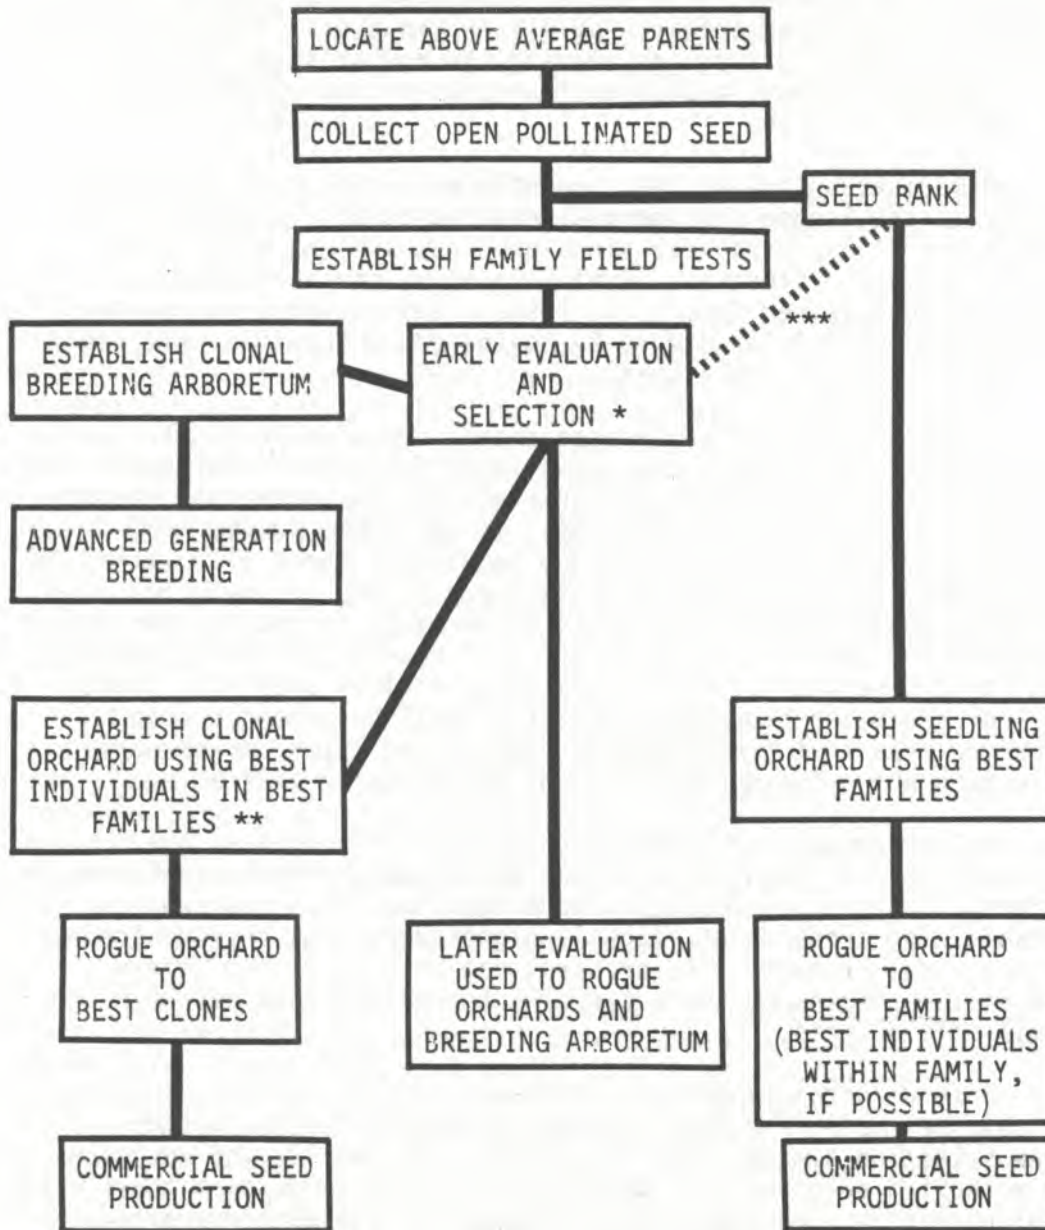 LOCATE ABOVE AVERAGE PARENTS
COLLECT OPEN POLLINATED SEED
SEED BANK
ESTABLISH FAMILY FIELD TESTS
***
ESTABLISH CLONAL
BREEDING ARBORETUM
EARLY EVALUATION
AND
SELECTION *
ADVANCED GENERATION
BREEDING
ESTABLISH CLONAL
ORCHARD USING BEST
INDIVIDUALS IN BEST
FAMILIES **
ESTABLISH SEEDLING
ORCHARD USING BEST
FAMILIES
ROGUE ORCHARD
TO
BEST CLONES
LATER EVALUATION
USED TO ROGUE
ORCHARDS AND
BREEDING ARBORETUM
ROGUE ORCHARD
TO
BEST FAMILIES
(BEST INDIVIDUALS
WITHIN FAMILY,
IF POSSIBLE)
COMMERCIAL SEED
PRODUCTION
COMMERCIAL SEED
PRODUCTION